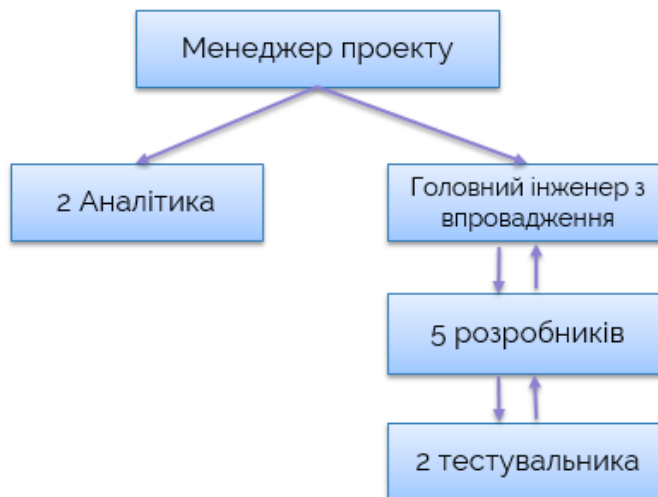 Менеджер проекту
2 Аналітика
Головний інженер з
впровадження
5 розробників
2 тестувальника